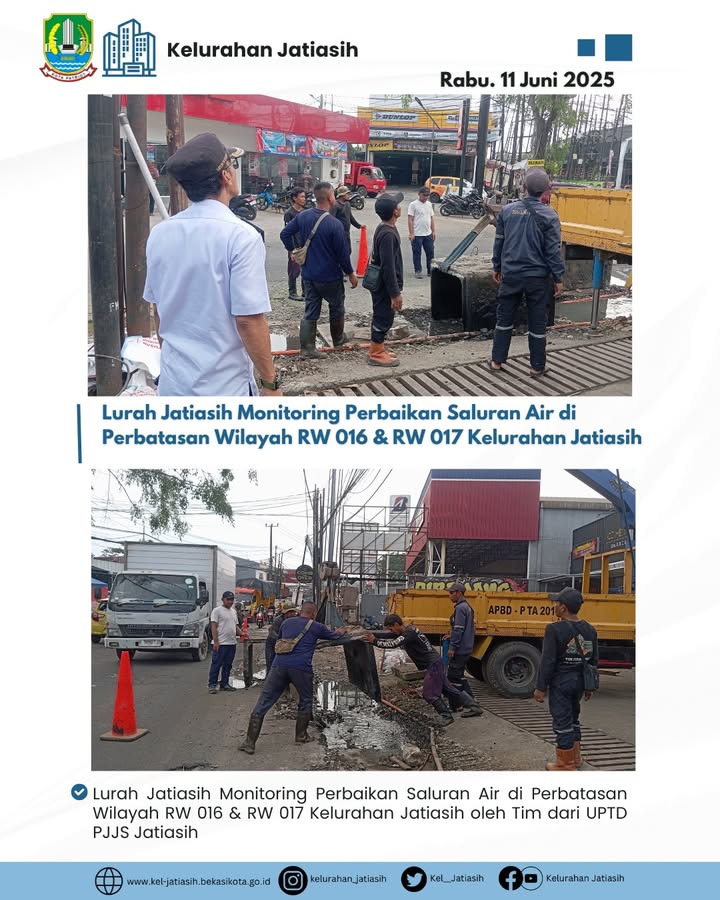 KOTA PATRIOT
Kelurahan Jatiasih
Rabu. 11 Juni 2025
DUNLOP
Lurah Jatiasih Monitoring Perbaikan Saluran Air di
Perbatasan Wilayah RW 016 & RW 017 Kelurahan Jatiasih
APBD - P TA 201
Lurah Jatiasih Monitoring Perbaikan Saluran Air di Perbatasan
Wilayah RW 016 & RW 017 Kelurahan Jatiasih oleh Tim dari UPTD
PJJS Jatiasih
www.kel-jatiasih.bekasikota.go.id
kelurahan_jatiasih
Kel__Jatiasih
Kelurahan Jatiasih